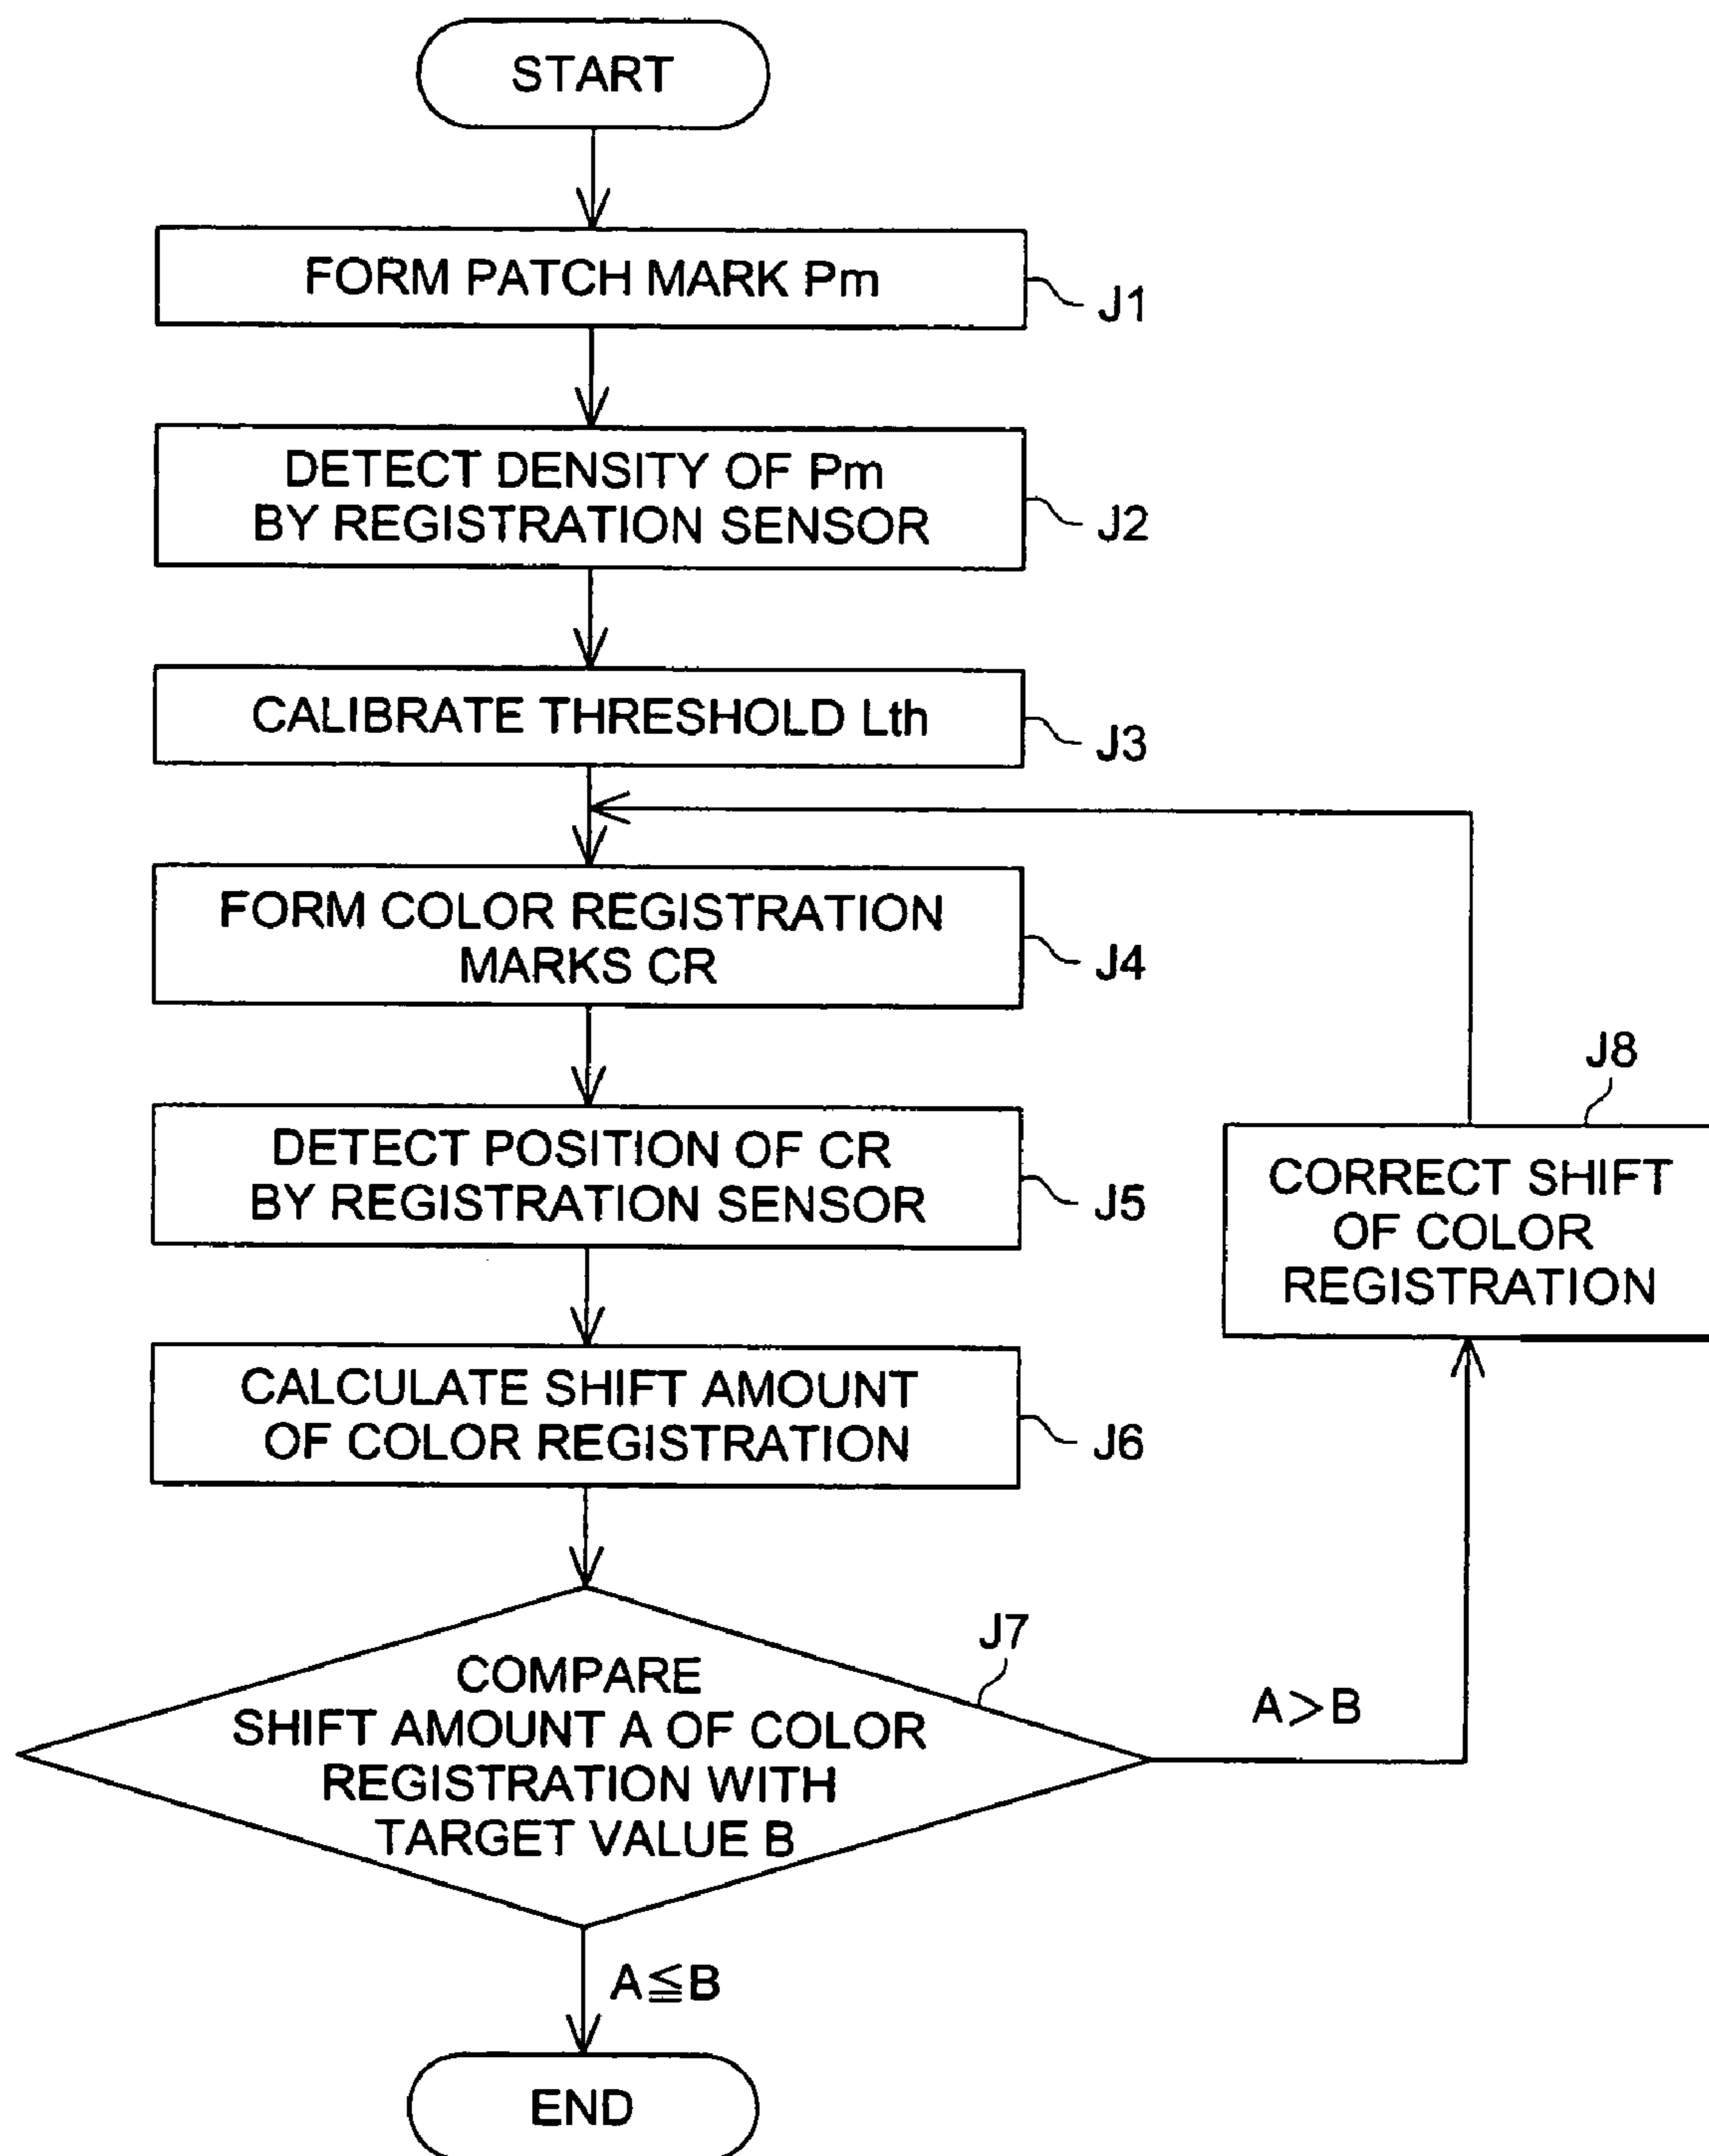 START
FORM PATCH MARK Pm
J1
DETECT DENSITY OF Pm
BY REGISTRATION SENSOR
J2
CALIBRATE THRESHOLD Lth
J3
FORM COLOR REGISTRATION
MARKS CR
J4
DETECT POSITION OF CR
BY REGISTRATION SENSOR
J5
CALCULATE SHIFT AMOUNT
OF COLOR REGISTRATION
J6
COMPARE
SHIFT AMOUNT A OF COLOR
REGISTRATION WITH
TARGET VALUE B
J7
A>B
J8
CORRECT SHIFT
OF COLOR
REGISTRATION
A≦B
END